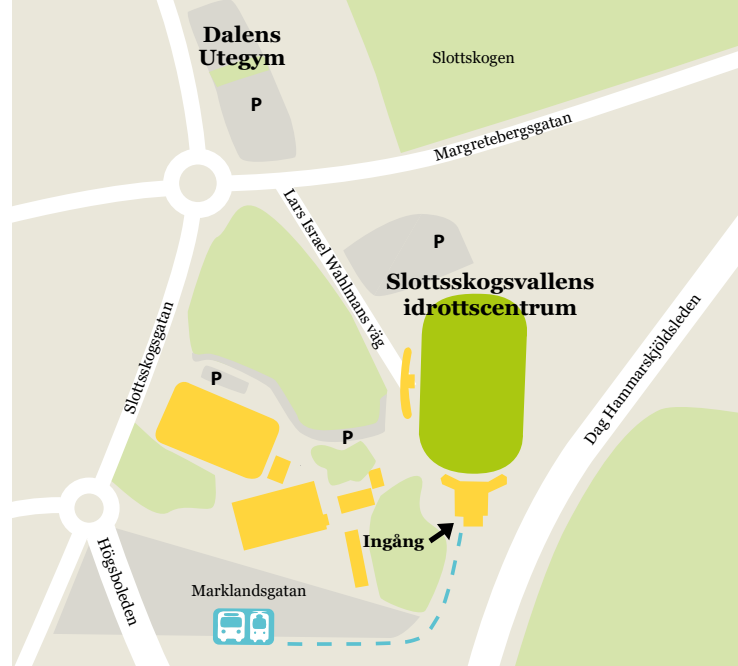 Dalens
Utegym
P
Slottskogen
Margretebergsgatan
Lars Israel Wahlmans väg
P
Slottsskogsvallens
idrottscentrum
Slottsskogsgatan
Dag Hammarskjöldsleden
P
P
Ingång
Högsboleden
Marklandsgatan